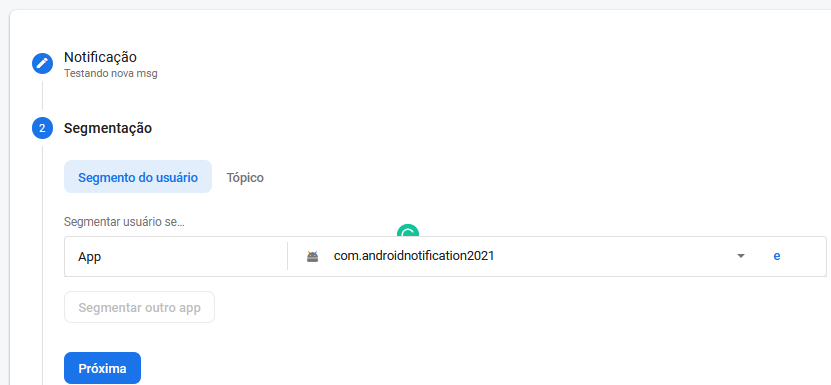 Notificação
Testando nova msg
2 Segmentação
Segmento do usuário Tópico
Segmentar usuário se...
App com.androidnotification2021 e
Segmentar outro app
Próxima